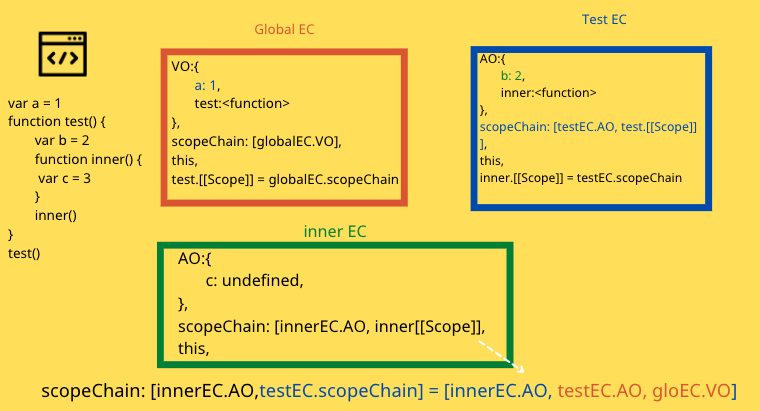 </>
var a = 1
function test() {
var b = 2
function inner() {
var c = 3
}
inner()
}
test()
Global EC
VO:{
a: 1,
test:<function>
},
scopeChain: [globalEC.VO],
this,
test.[[Scope]] = globalEC.scopeChain
Test EC
AO:{
b: 2,
inner:<function>
},
scopeChain: [testEC.AO, test.[[Scope]]
],
this,
inner.[[Scope]] = testEC.scopeChain
inner EC
AO:{
c: undefined,
},
scopeChain: [innerEC.AO, inner[[Scope]],
this,
scopeChain: [innerEC.AO,testEC.scopeChain] = [innerEC.AO, testEC.AO, gloEC.VO]